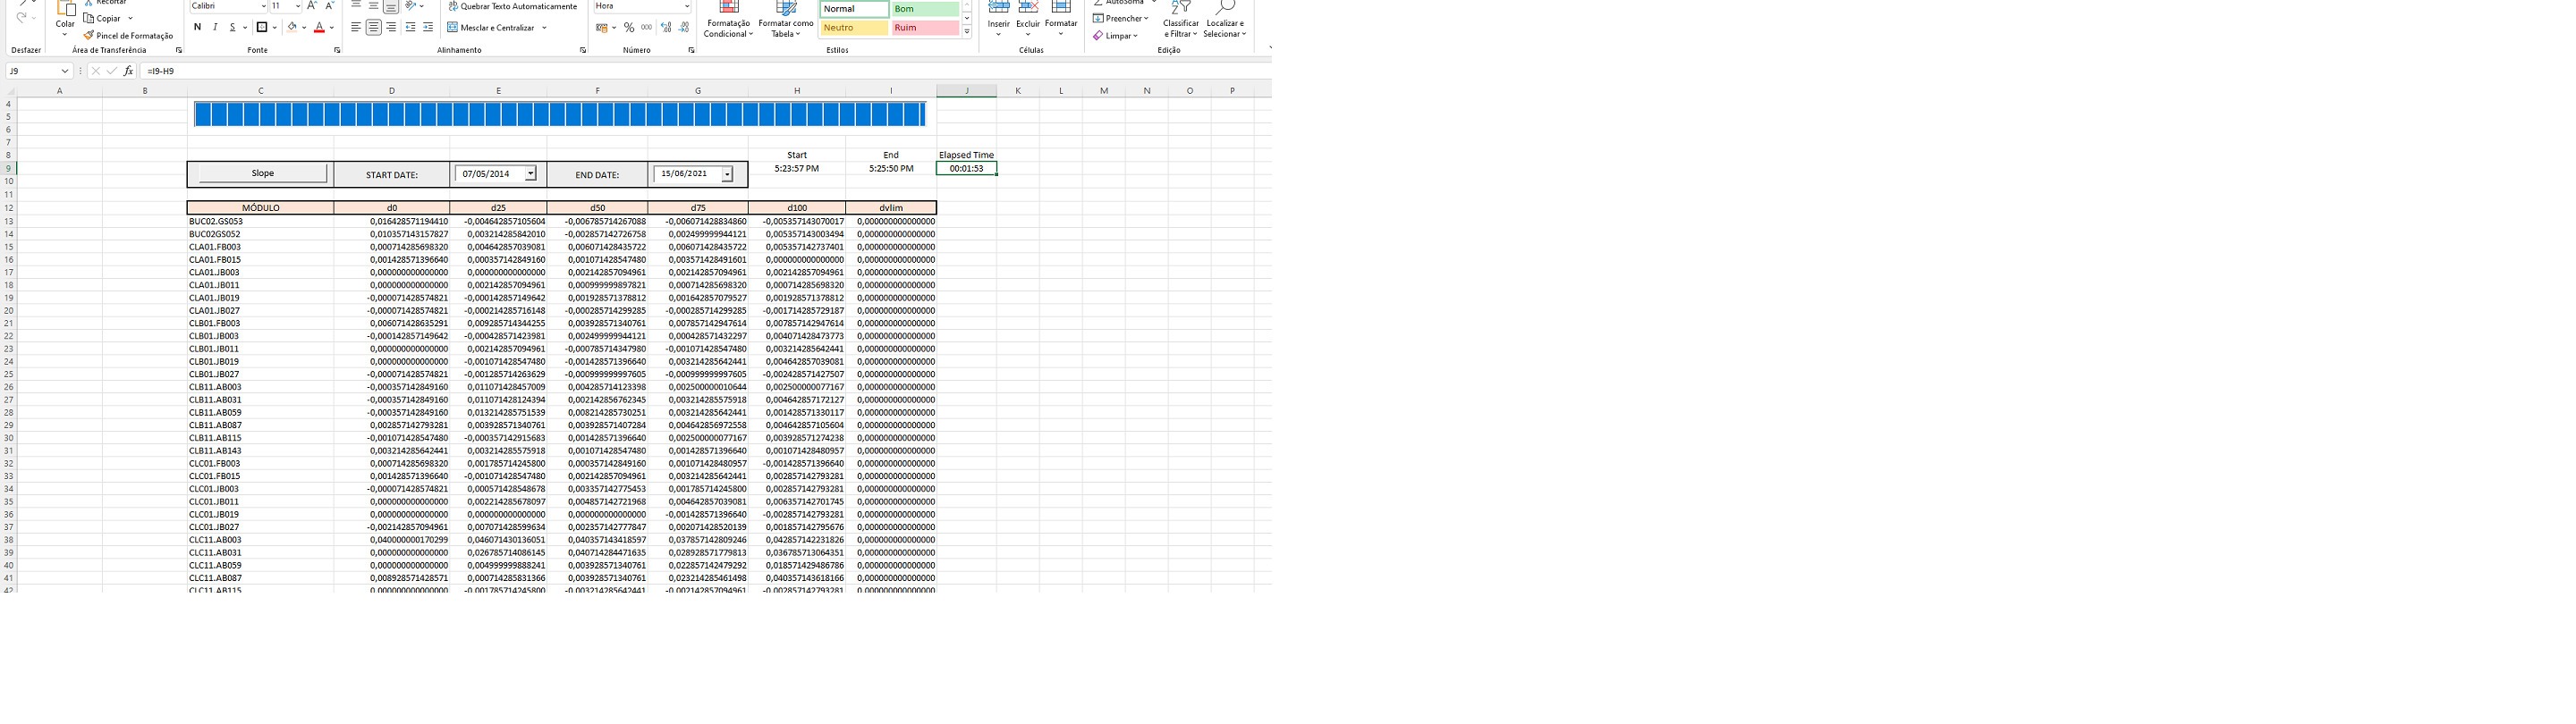 Recortar Calibri 11 A A Quebrar Texto Automaticamente Hora Normal Bom AutoSoma
Colar Copiar N I S A Mesclar e Centralizar % 000 Formatação Condicional Formatar como Tabela Neutro Ruim Inserir Excluir Formatar Preencher Classificar e Filtrar Localizar e Selecionar
Pincel de Formatação Limpar
Desfazer Área de Transferência Fonte Alinhamento Número Estilos Células Edição
J9 fx =I9-H9
A B C D E F G H I J K L M N O P
4
5
6
7
8 Start End Elapsed Time
9 Slope START DATE: 07/05/2014 END DATE: 15/06/2021 5:23:57 PM 5:25:50 PM 00:01:53
10
11
12 MÓDULO d0 d25 d50 d75 d100 dvlim
13 BUC02.GS053 0,016428571194410 -0,004642857105604 -0,006785714267088 -0,006071428834860 -0,005357143070017 0,000000000000000
14 BUC02GS052 0,010357143157827 0,003214285842010 -0,002857142726758 0,002499999944121 0,005357143003494 0,000000000000000
15 CLA01.FB003 0,000714285698320 0,004642857039081 0,006071428435722 0,006071428435722 0,005357142737401 0,000000000000000
16 CLA01.FB015 0,001428571396640 0,000357142849160 0,001071428547480 0,003571428491601 0,000000000000000 0,000000000000000
17 CLA01.JB003 0,000000000000000 0,000000000000000 0,002142857094961 0,002142857094961 0,002142857094961 0,000000000000000
18 CLA01.JB011 0,000000000000000 0,002142857094961 0,000999999897821 0,000714285698320 0,000714285698320 0,000000000000000
19 CLA01.JB019 -0,000071428574821 -0,000142857149642 0,001928571378812 0,001642857079527 0,001928571378812 0,000000000000000
20 CLA01.JB027 -0,000071428574821 -0,000214285716148 -0,000285714299285 -0,000285714299285 -0,001714285729187 0,000000000000000
21 CLB01.FB003 0,006071428635291 0,009285714344255 0,003928571340761 0,007857142947614 0,007857142947614 0,000000000000000
22 CLB01.JB003 -0,000142857149642 -0,000428571423981 0,002499999944121 0,000428571432297 0,004071428473773 0,000000000000000
23 CLB01.JB011 0,000000000000000 0,002142857094961 -0,000785714347980 -0,001071428547480 0,003214285642441 0,000000000000000
24 CLB01.JB019 0,000000000000000 -0,001071428547480 -0,001428571396640 0,003214285642441 0,004642857039081 0,000000000000000
25 CLB01.JB027 -0,000071428574821 -0,001285714263629 -0,000999999997605 -0,000999999997605 -0,002428571427507 0,000000000000000
26 CLB11.AB003 -0,000357142849160 0,011071428457009 0,004285714123398 0,002500000010644 0,002500000077167 0,000000000000000
27 CLB11.AB031 -0,000357142849160 0,011071428124394 0,002142856762345 0,003214285575918 0,004642857172127 0,000000000000000
28 CLB11.AB059 -0,000357142849160 0,013214285751539 0,008214285730251 0,003214285642441 0,001428571330117 0,000000000000000
29 CLB11.AB087 0,002857142793281 0,003928571340761 0,003928571407284 0,004642856972558 0,004642857105604 0,000000000000000
30 CLB11.AB115 -0,001071428547480 -0,000357142915683 0,001428571396640 0,002500000077167 0,003928571274238 0,000000000000000
31 CLB11.AB143 0,003214285642441 0,003214285575918 0,001071428547480 0,001428571396640 0,001071428480957 0,000000000000000
32 CLC01.FB003 0,000714285698320 0,001785714245800 0,000357142849160 0,001071428480957 -0,001428571396640 0,000000000000000
33 CLC01.FB015 0,001428571396640 -0,001071428547480 0,002142857094961 0,003214285642441 0,002857142793281 0,000000000000000
34 CLC01.JB003 -0,000071428574821 0,000571428548678 0,003357142775453 0,001785714245800 0,002857142793281 0,000000000000000
35 CLC01.JB011 0,000000000000000 0,002214285678097 0,004857142721968 0,004642857039081 0,006357142701745 0,000000000000000
36 CLC01.JB019 0,000000000000000 0,000000000000000 0,000000000000000 -0,001428571396640 -0,002857142793281 0,000000000000000
37 CLC01.JB027 -0,002142857094961 0,007071428599634 0,002357142777847 0,002071428520139 0,001857142795676 0,000000000000000
38 CLC11.AB003 0,040000000170299 0,046071430136051 0,040357143418597 0,037857142809246 0,042857142231826 0,000000000000000
39 CLC11.AB031 0,000000000000000 0,026785714086145 0,040714284471635 0,028928571779813 0,036785713064351 0,000000000000000
40 CLC11.AB059 0,000000000000000 0,004999999888241 0,003928571340761 0,022857142479292 0,018571429486786 0,000000000000000
41 CLC11.AB087 0,008928571428571 0,000714285831366 0,003928571340761 0,023214285461498 0,040357143618166 0,000000000000000
42 CLC11.AB115 0,000000000000000 -0,001785714245800 -0,003214285642441 -0,002142857094961 -0,002857142793281 0,000000000000000